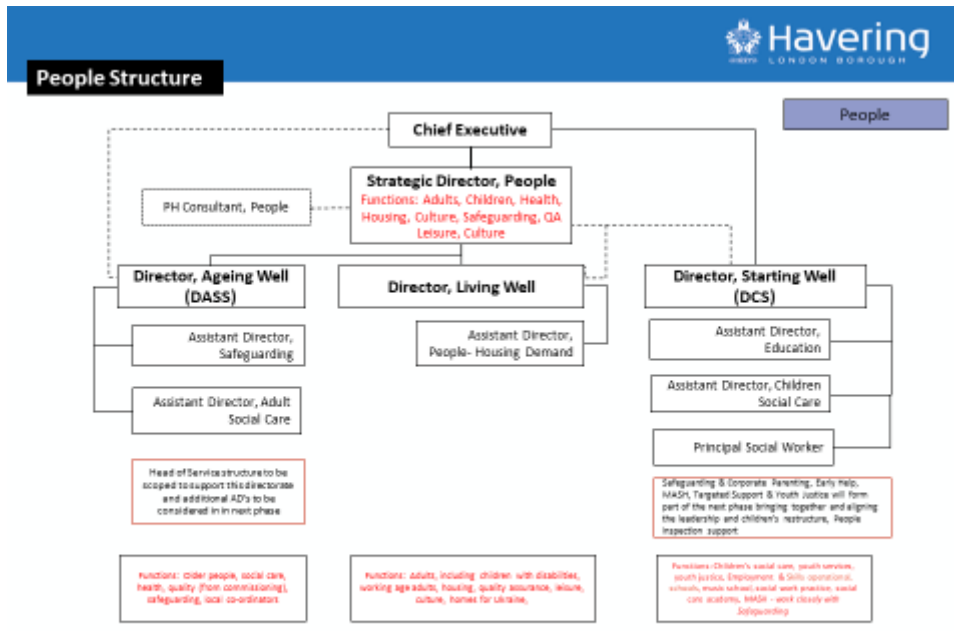 Havering
LONDON BOROUGH
People Structure
People
Chief Executive
Strategic Director, People
Functions: Adults, Children, Health,
Housing, Culture, Safeguarding, QA
Leisure, Culture
PH Consultant, People
Director, Ageing Well
(DASS)
Director, Living Well
Director, Starting Well
(DCS)
Assistant Director,
Safeguarding
Assistant Director,
People- Housing Demand
Assistant Director,
Education
Assistant Director, Adult
Social Care
Assistant Director, Children
Social Care
Principal Social Worker
Head of Service structure to be
scoped to support this directorate
and additional AD's to be
considered in in next phase
Safeguarding & Corporate Parenting, Early Help,
MASH, Targeted Support & Youth Justice will form
part of the next phase bringing together and aligning
the leadership and children's restructure, People
Inspection support
Functions: Older people, social care,
health, quality (from commissioning),
safeguarding, local co-ordinators
Functions: Adults, including children with disabilities,
working age adults, housing, quality assurance, leisure,
culture, homes for Ukraine,
Functions: Children's social care, youth services,
youth justice, Employment & Skills operational,
schools, music school, social work practice, social
care academy, MASH - work closely with
Safeguarding.